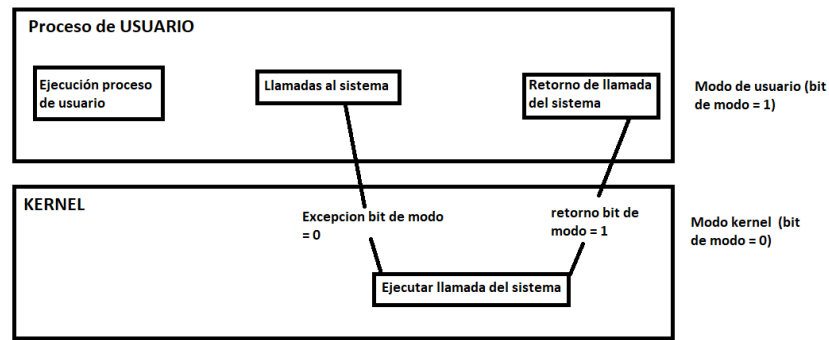 Proceso de USUARIO
Ejecución proceso
de usuario
Llamadas al sistema
Retorno de llamada
del sistema
Modo de usuario (bit
de modo = 1)
KERNEL
Excepcion bit de modo
= 0
retorno bit de
modo = 1
Modo kernel (bit
de modo = 0)
Ejecutar llamada del sistema